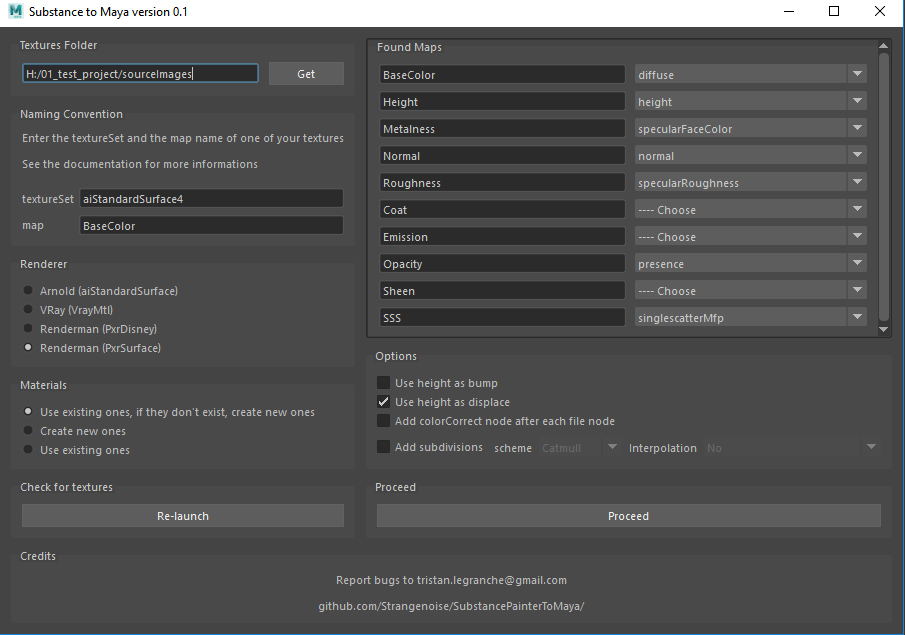 Substance to Maya version 0.1
Textures Folder
H:/01_test_project/sourceImages
Get
Naming Convention
Enter the textureSet and the map name of one of your textures
See the documentation for more informations
textureSet aiStandardSurface4
map BaseColor
Renderer
Arnold (aiStandardSurface)
VRay (VrayMtl)
Renderman (PxrDisney)
Renderman (PxrSurface)
Materials
Use existing ones, if they don't exist, create new ones
Create new ones
Use existing ones
Check for textures
Re-launch
Found Maps
BaseColor diffuse
Height height
Metalness specularFaceColor
Normal normal
Roughness specularRoughness
Coat ---- Choose
Emission ---- Choose
Opacity presence
Sheen ---- Choose
SSS singlescatterMfp
Options
Use height as bump
Use height as displace
Add colorCorrect node after each file node
Add subdivisions scheme Catmull Interpolation No
Proceed
Proceed
Credits
Report bugs to tristan.legranche@gmail.com
github.com/Strangenoise/SubstancePainterToMaya/